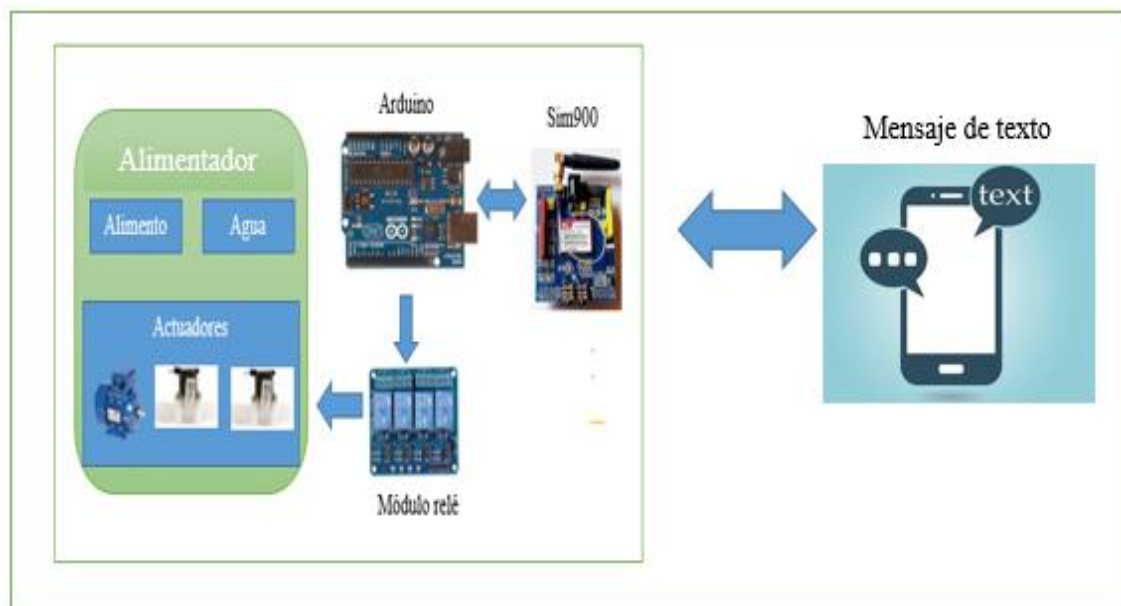 Alimentador
Alimento
Agua
Actuadores
Arduino
Sim900
Módulo relé
Mensaje de texto
text